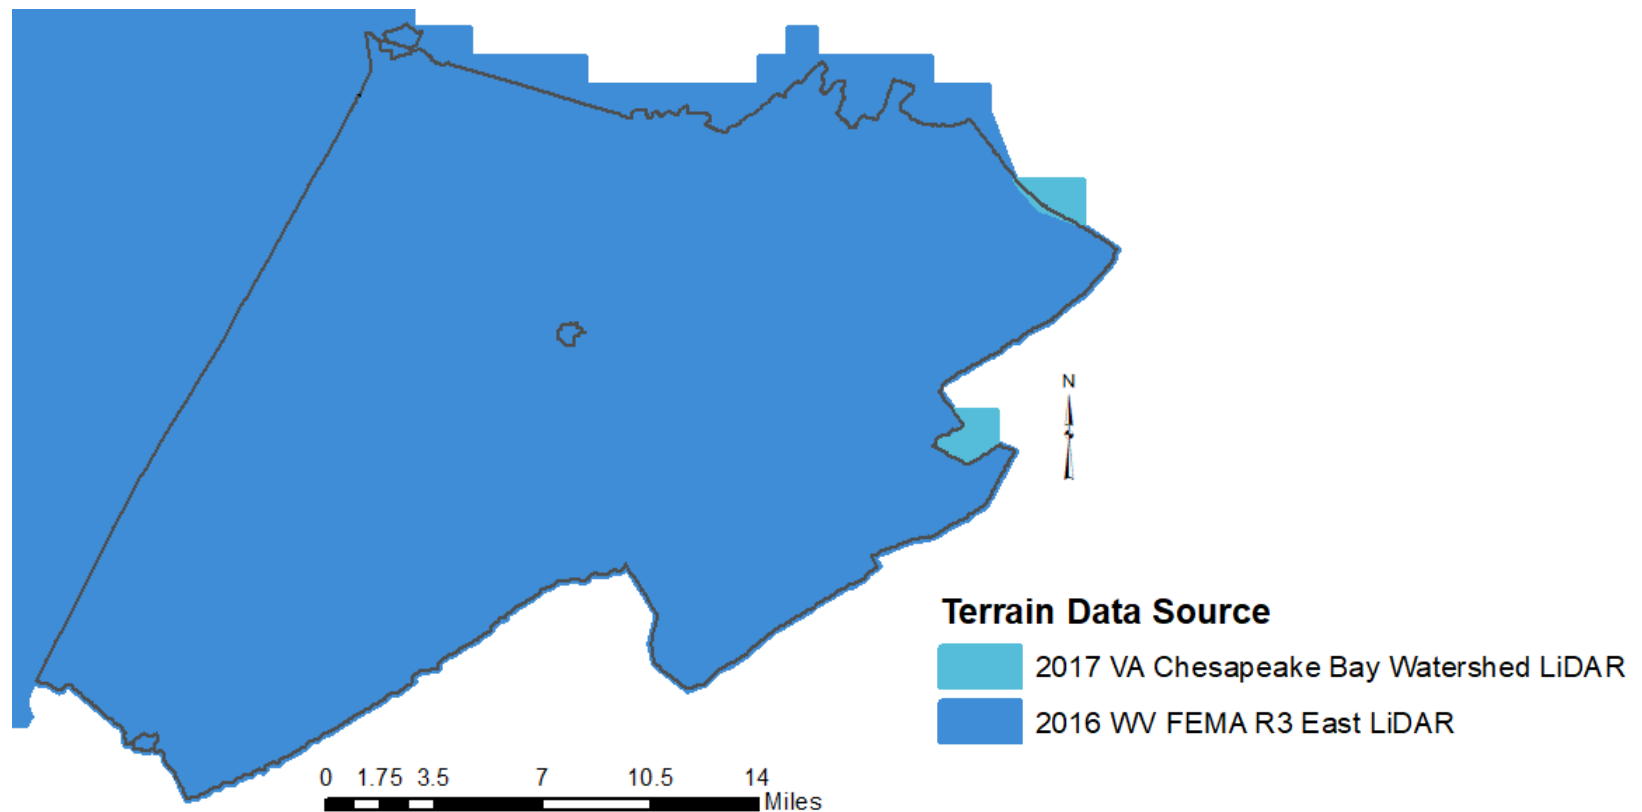 N
Terrain Data Source
2017 VA Chesapeake Bay Watershed LiDAR
2016 WV FEMA R3 East LiDAR
0 1.75 3.5 7 10.5 14
Miles